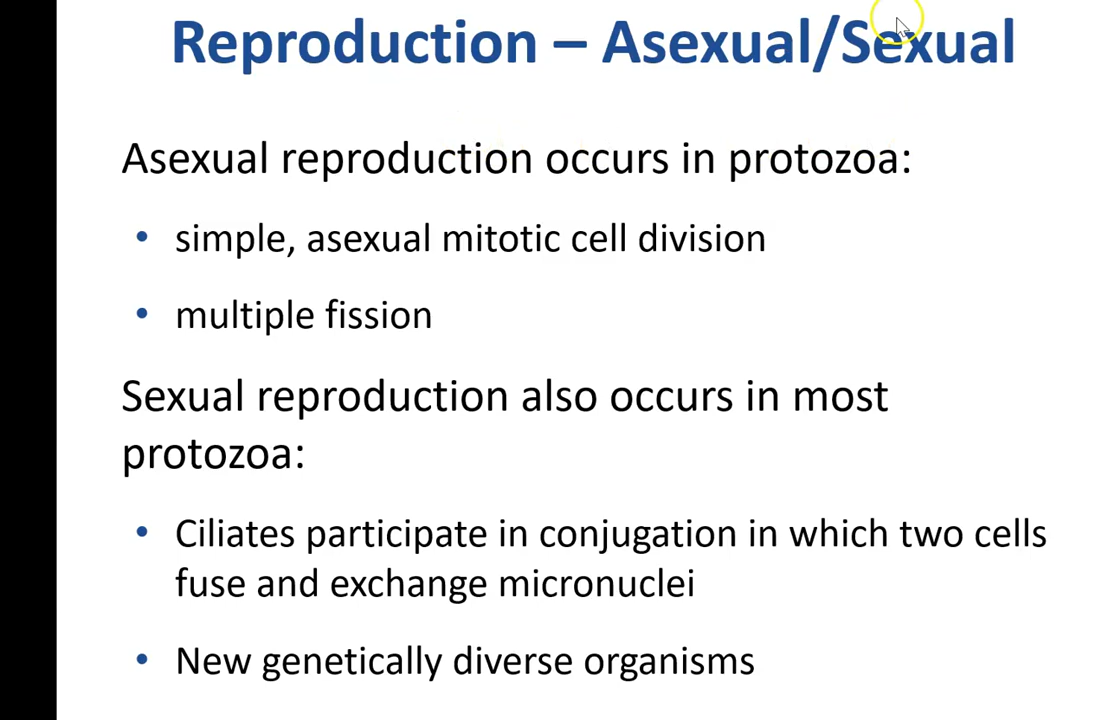 Reproduction – Asexual/Sexual
Asexual reproduction occurs in protozoa:
• simple, asexual mitotic cell division
• multiple fission
Sexual reproduction also occurs in most
protozoa:
• Ciliates participate in conjugation in which two cells
fuse and exchange micronuclei
• New genetically diverse organisms